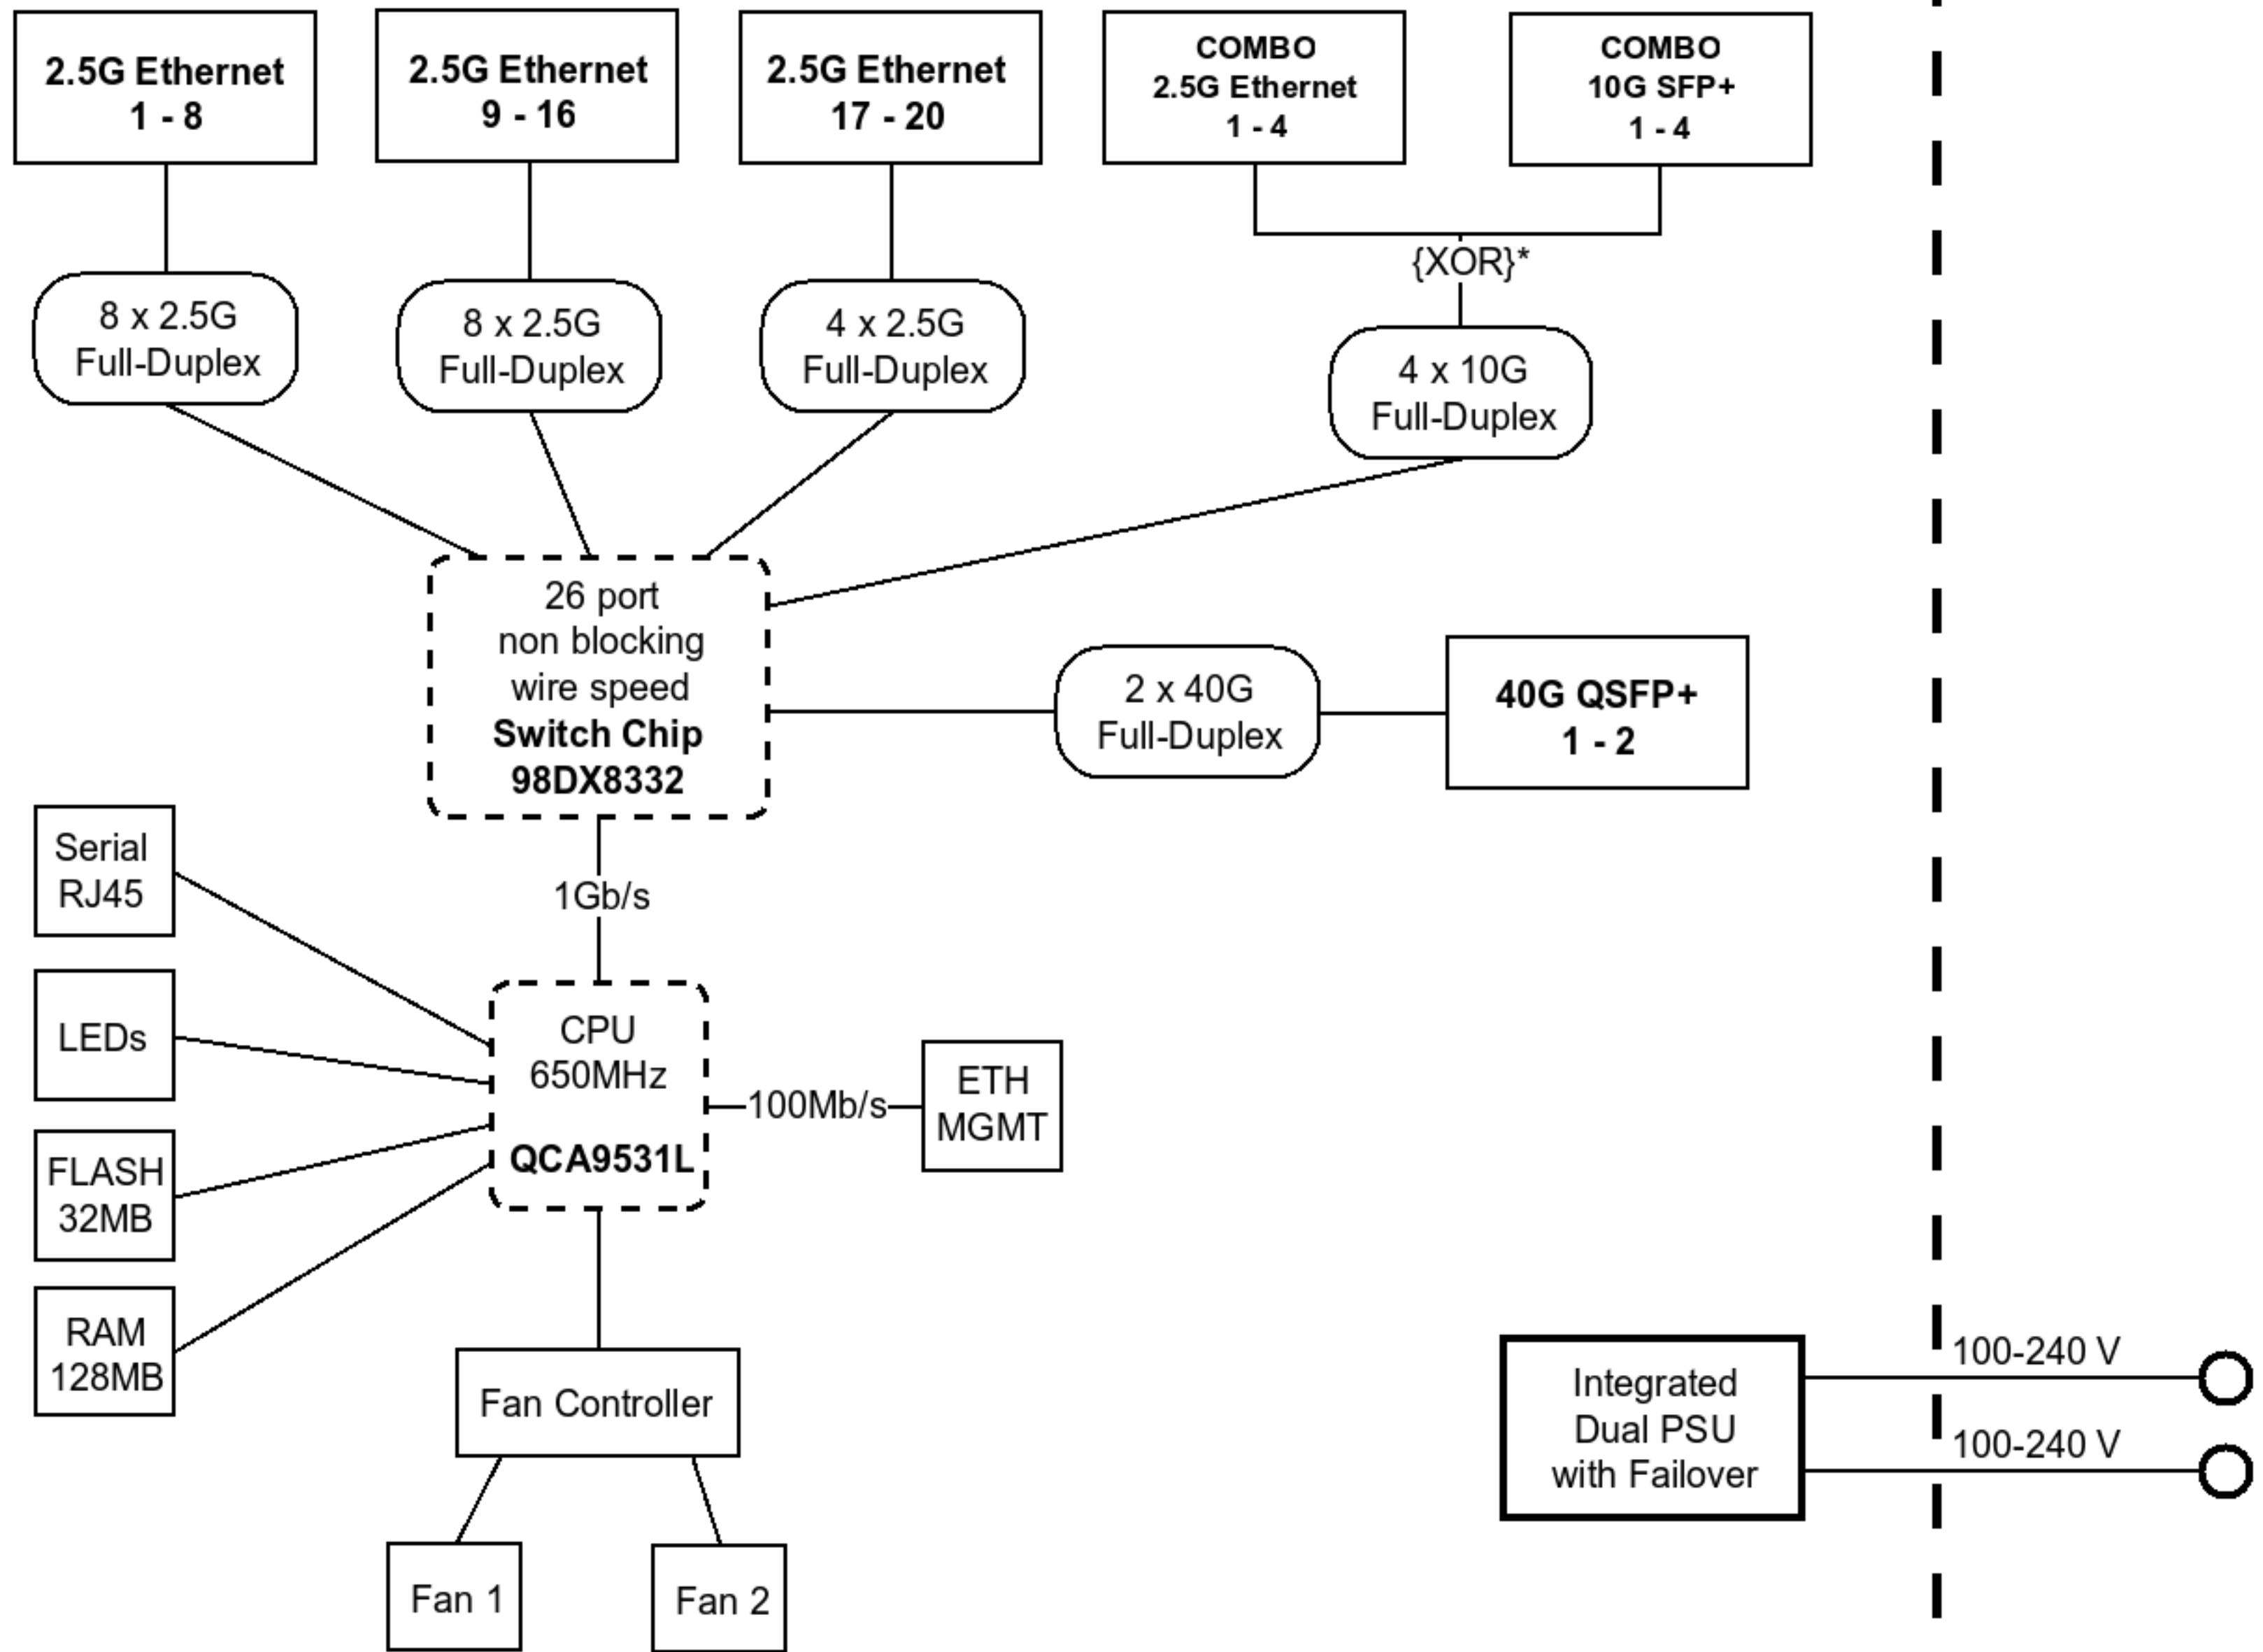 2.5G Ethernet
1 - 8
2.5G Ethernet
9 - 16
2.5G Ethernet
17 - 20
COMBO
2.5G Ethernet
1 - 4
COMBO
10G SFP+
1 - 4
{XOR}*
8 x 2.5G
Full-Duplex
8 x 2.5G
Full-Duplex
4 x 2.5G
Full-Duplex
4 x 10G
Full-Duplex
26 port
non blocking
wire speed
Switch Chip
98DX8332
2 x 40G
Full-Duplex
40G QSFP+
1 - 2
1Gb/s
Serial
RJ45
LEDs
FLASH
32MB
RAM
128MB
CPU
650MHz
QCA9531L
100Mb/s
ETH
MGMT
Fan Controller
Fan 1
Fan 2
Integrated
Dual PSU
with Failover
100-240 V
100-240 V